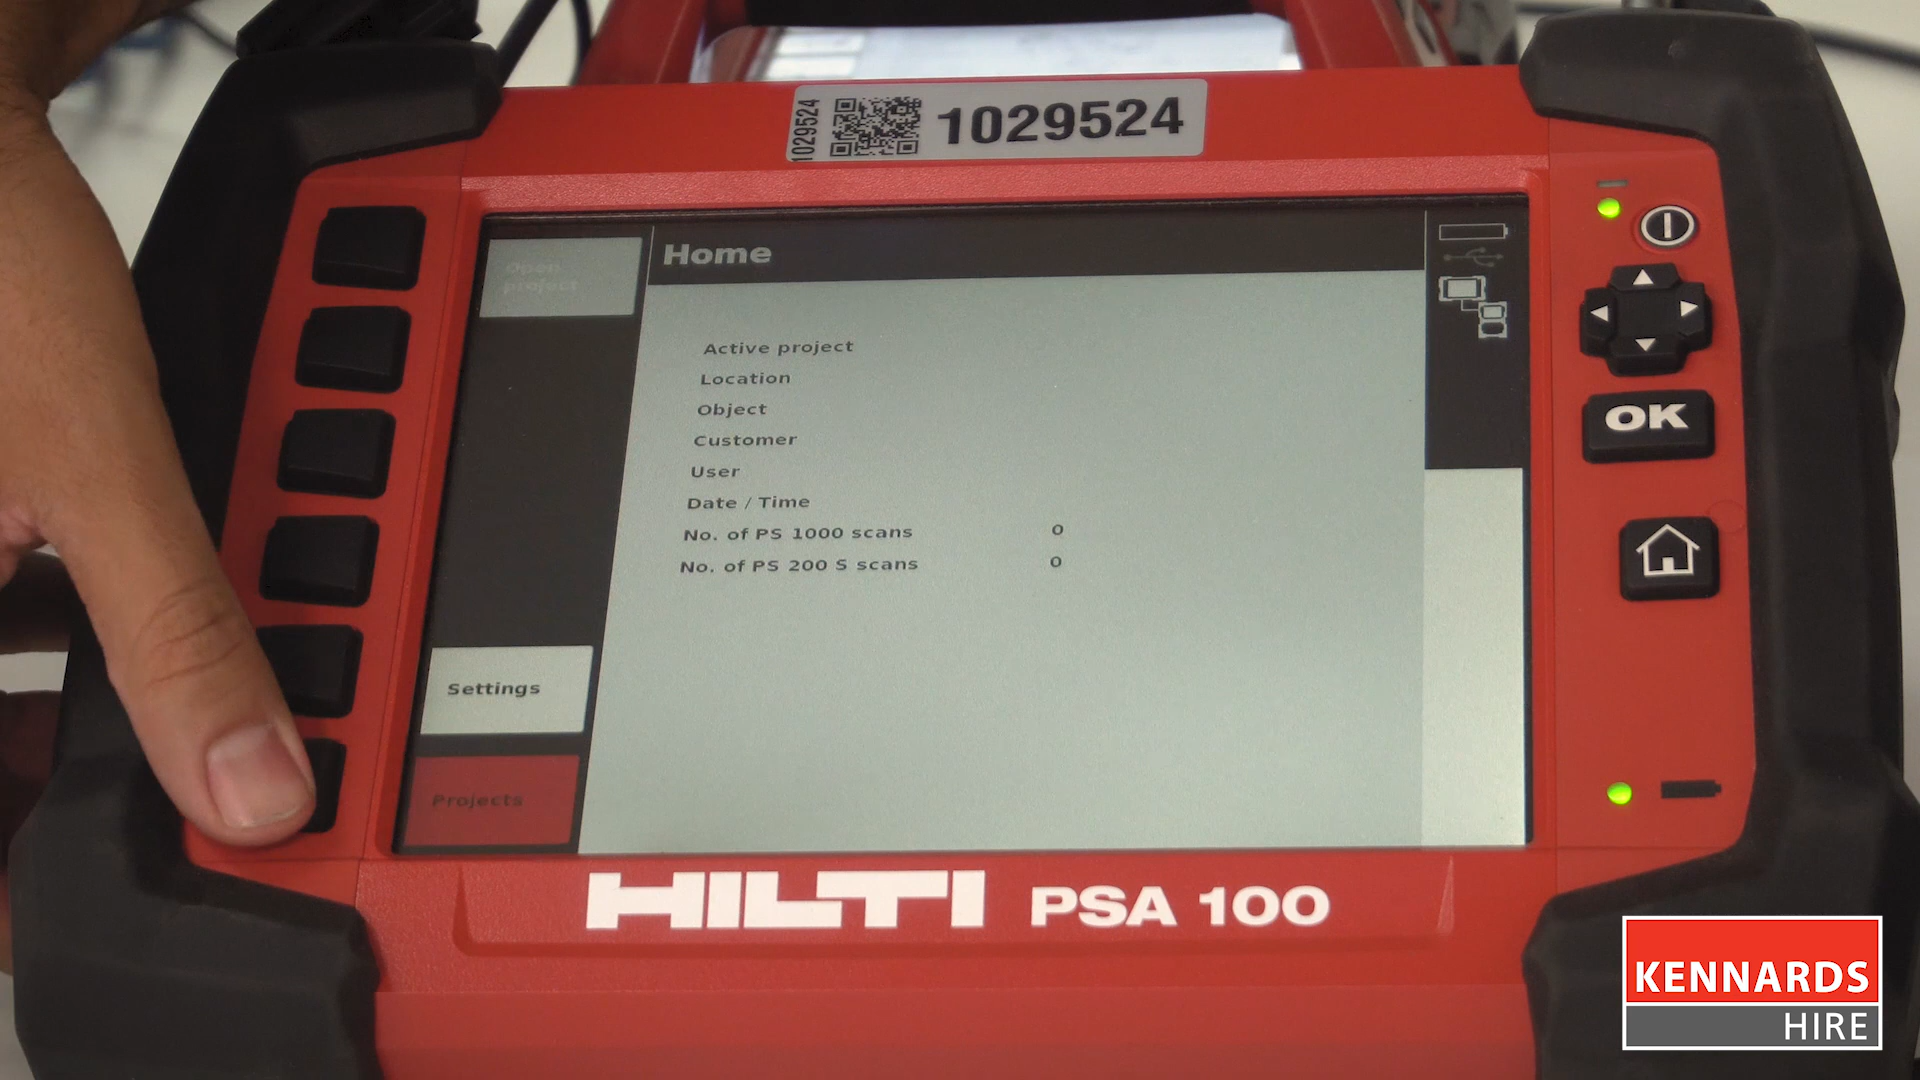 1029524
1029524
Open
project
Home
Active project
Location
Object
Customer
User
Date / Time
No. of PS 1000 scans 0
No. of PS 200 S scans 0
Settings
Projects
OK
HILTI PSA 100
KENNARDS
HIRE